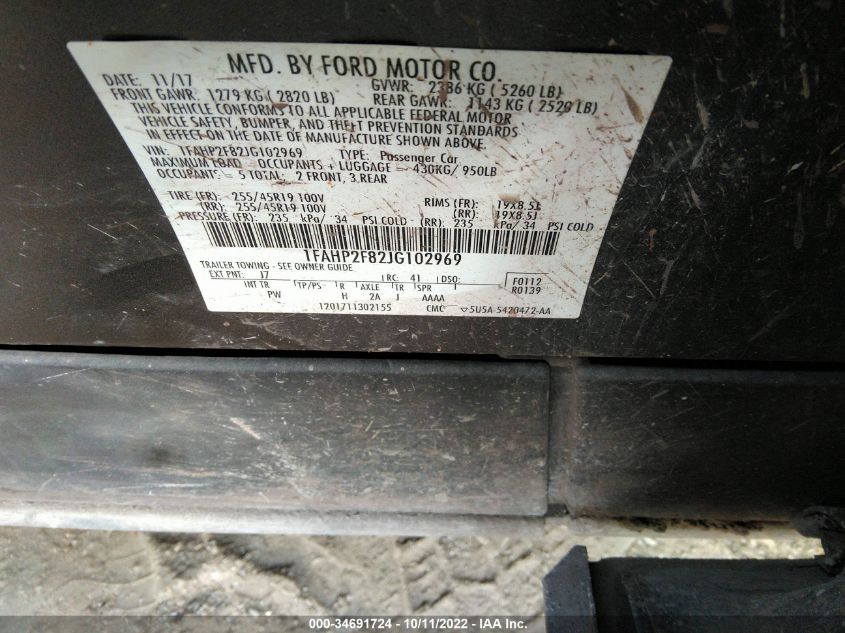 MFD. BY FORD MOTOR CO.
DATE: 11/17 GVWR: 2386 KG ( 5260 LB)
FRONT GAWR: 1279 KG ( 2820 LB) REAR GAWR: 1143 KG ( 2520 LB)
THIS VEHICLE CONFORMS TO ALL APPLICABLE FEDERAL MOTOR
VEHICLE SAFETY, BUMPER, AND THEFT PREVENTION STANDARDS
IN EFFECT ON THE DATE OF MANUFACTURE SHOWN ABOVE.
VIN: 1FAHP2F82JG102969 TYPE: Passenger Car
MAXIMUM LOAD = OCCUPANTS + LUGGAGE = 430KG/ 950LB
OCCUPANTS = 5 TOTAL: 2 FRONT, 3 REAR
TIRE (FR): 255/45R19 100V RIMS (FR): 19X8.5J
(RR): 255/45R19 100V (RR): 19X8.5J
PRESSURE (FR): 235 kPa/ 34 PSI COLD (RR): 235 kPa/ 34 PSI COLD
1FAHP2F82JG102969
TRAILER TOWING - SEE OWNER GUIDE
EXT PNT: J7 RC: 41 DSO: F0112
INT TR TP/PS R AXLE TR SPR R0139
PW H 2A J AAAA
1201711302155 CMC ▽5U5A-5420472-AA
000-34691724 - 10/11/2022 - IAA Inc.